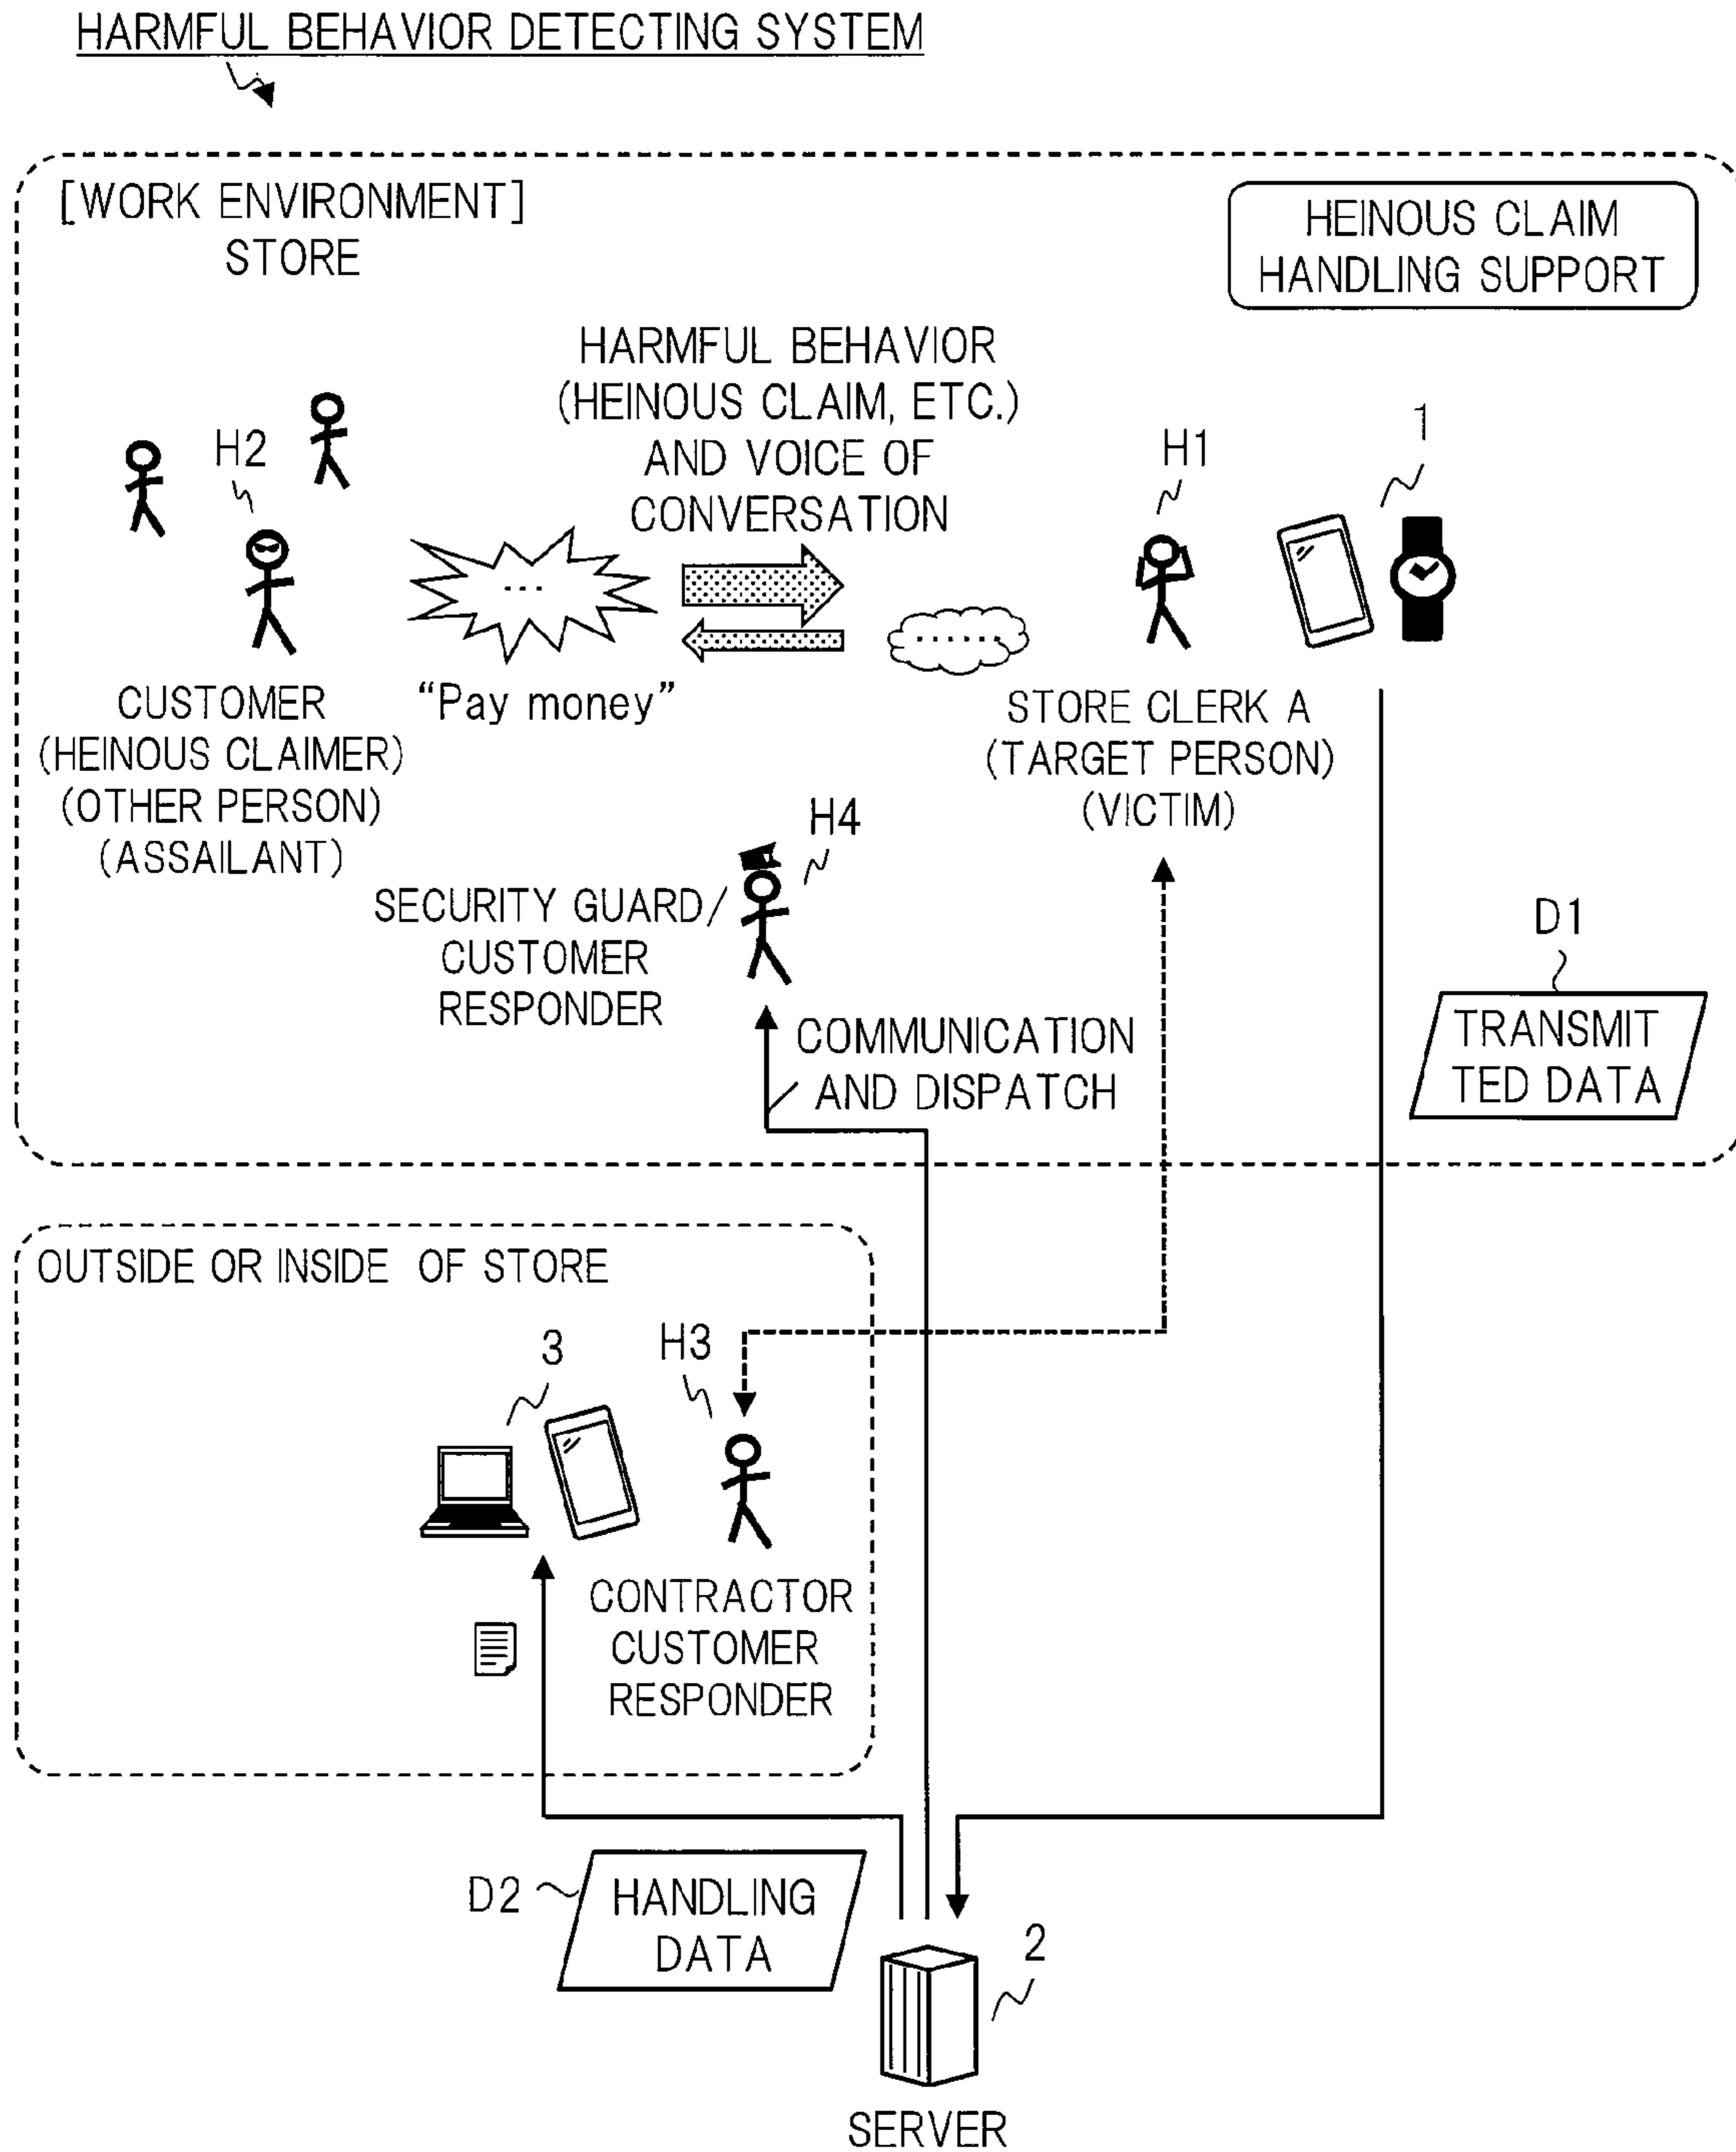 HARMFUL BEHAVIOR DETECTING SYSTEM
[WORK ENVIRONMENT]
STORE
HEINOUS CLAIM
HANDLING SUPPORT
HARMFUL BEHAVIOR
(HEINOUS CLAIM, ETC.)
AND VOICE OF
CONVERSATION
H2
H1
1
...
......
"Pay money"
CUSTOMER
(HEINOUS CLAIMER)
(OTHER PERSON)
(ASSAILANT)
STORE CLERK A
(TARGET PERSON)
(VICTIM)
H4
SECURITY GUARD/
CUSTOMER
RESPONDER
D1
TRANSMIT
TED DATA
COMMUNICATION
AND DISPATCH
OUTSIDE OR INSIDE OF STORE
3
H3
CONTRACTOR
CUSTOMER
RESPONDER
D2
HANDLING
DATA
2
SERVER